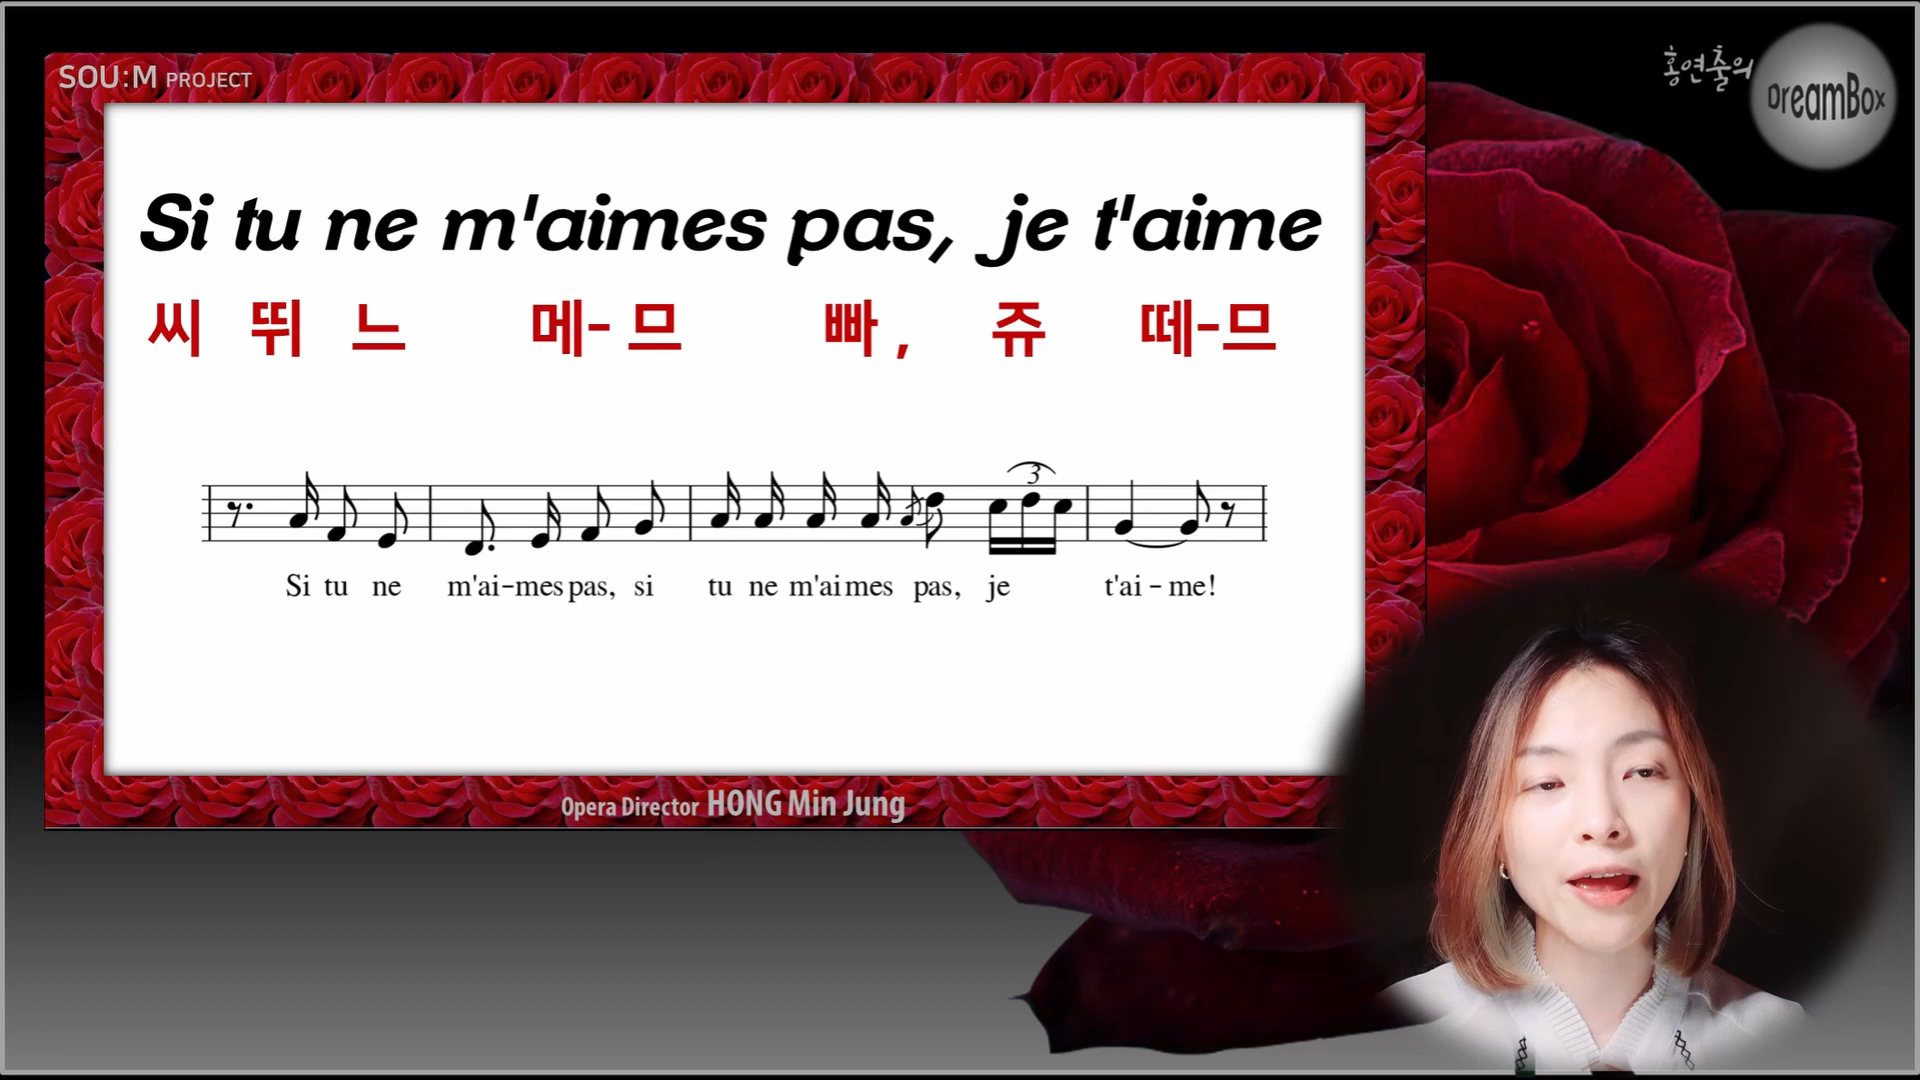 SOU:M PROJECT
홍연출의 DreamBox
Si tu ne m'aimes pas, je t'aime
씨 뛰 느 메- 므 빠, 쥬 떼-므
3
Si tu ne m'ai-mes pas, si tu ne m'aimes pas, je t'ai-me!
Opera Director HONG Min Jung